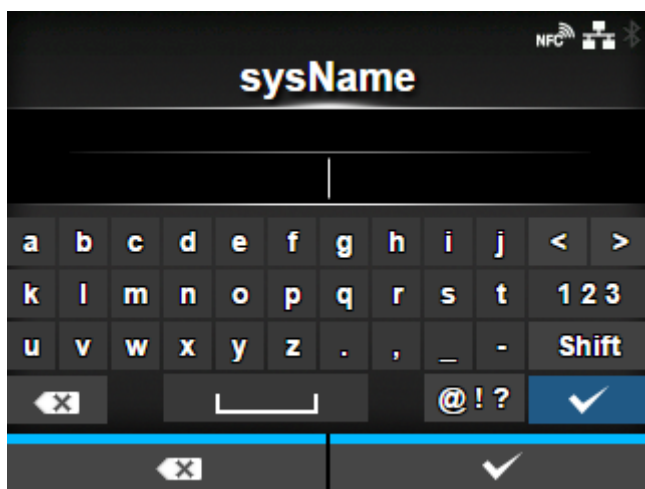 NFC
sysName
a b c d e f g h i j < >
k l m n o p q r s t 1 2 3
u v w x y z . , _ - Shift
@ ! ?